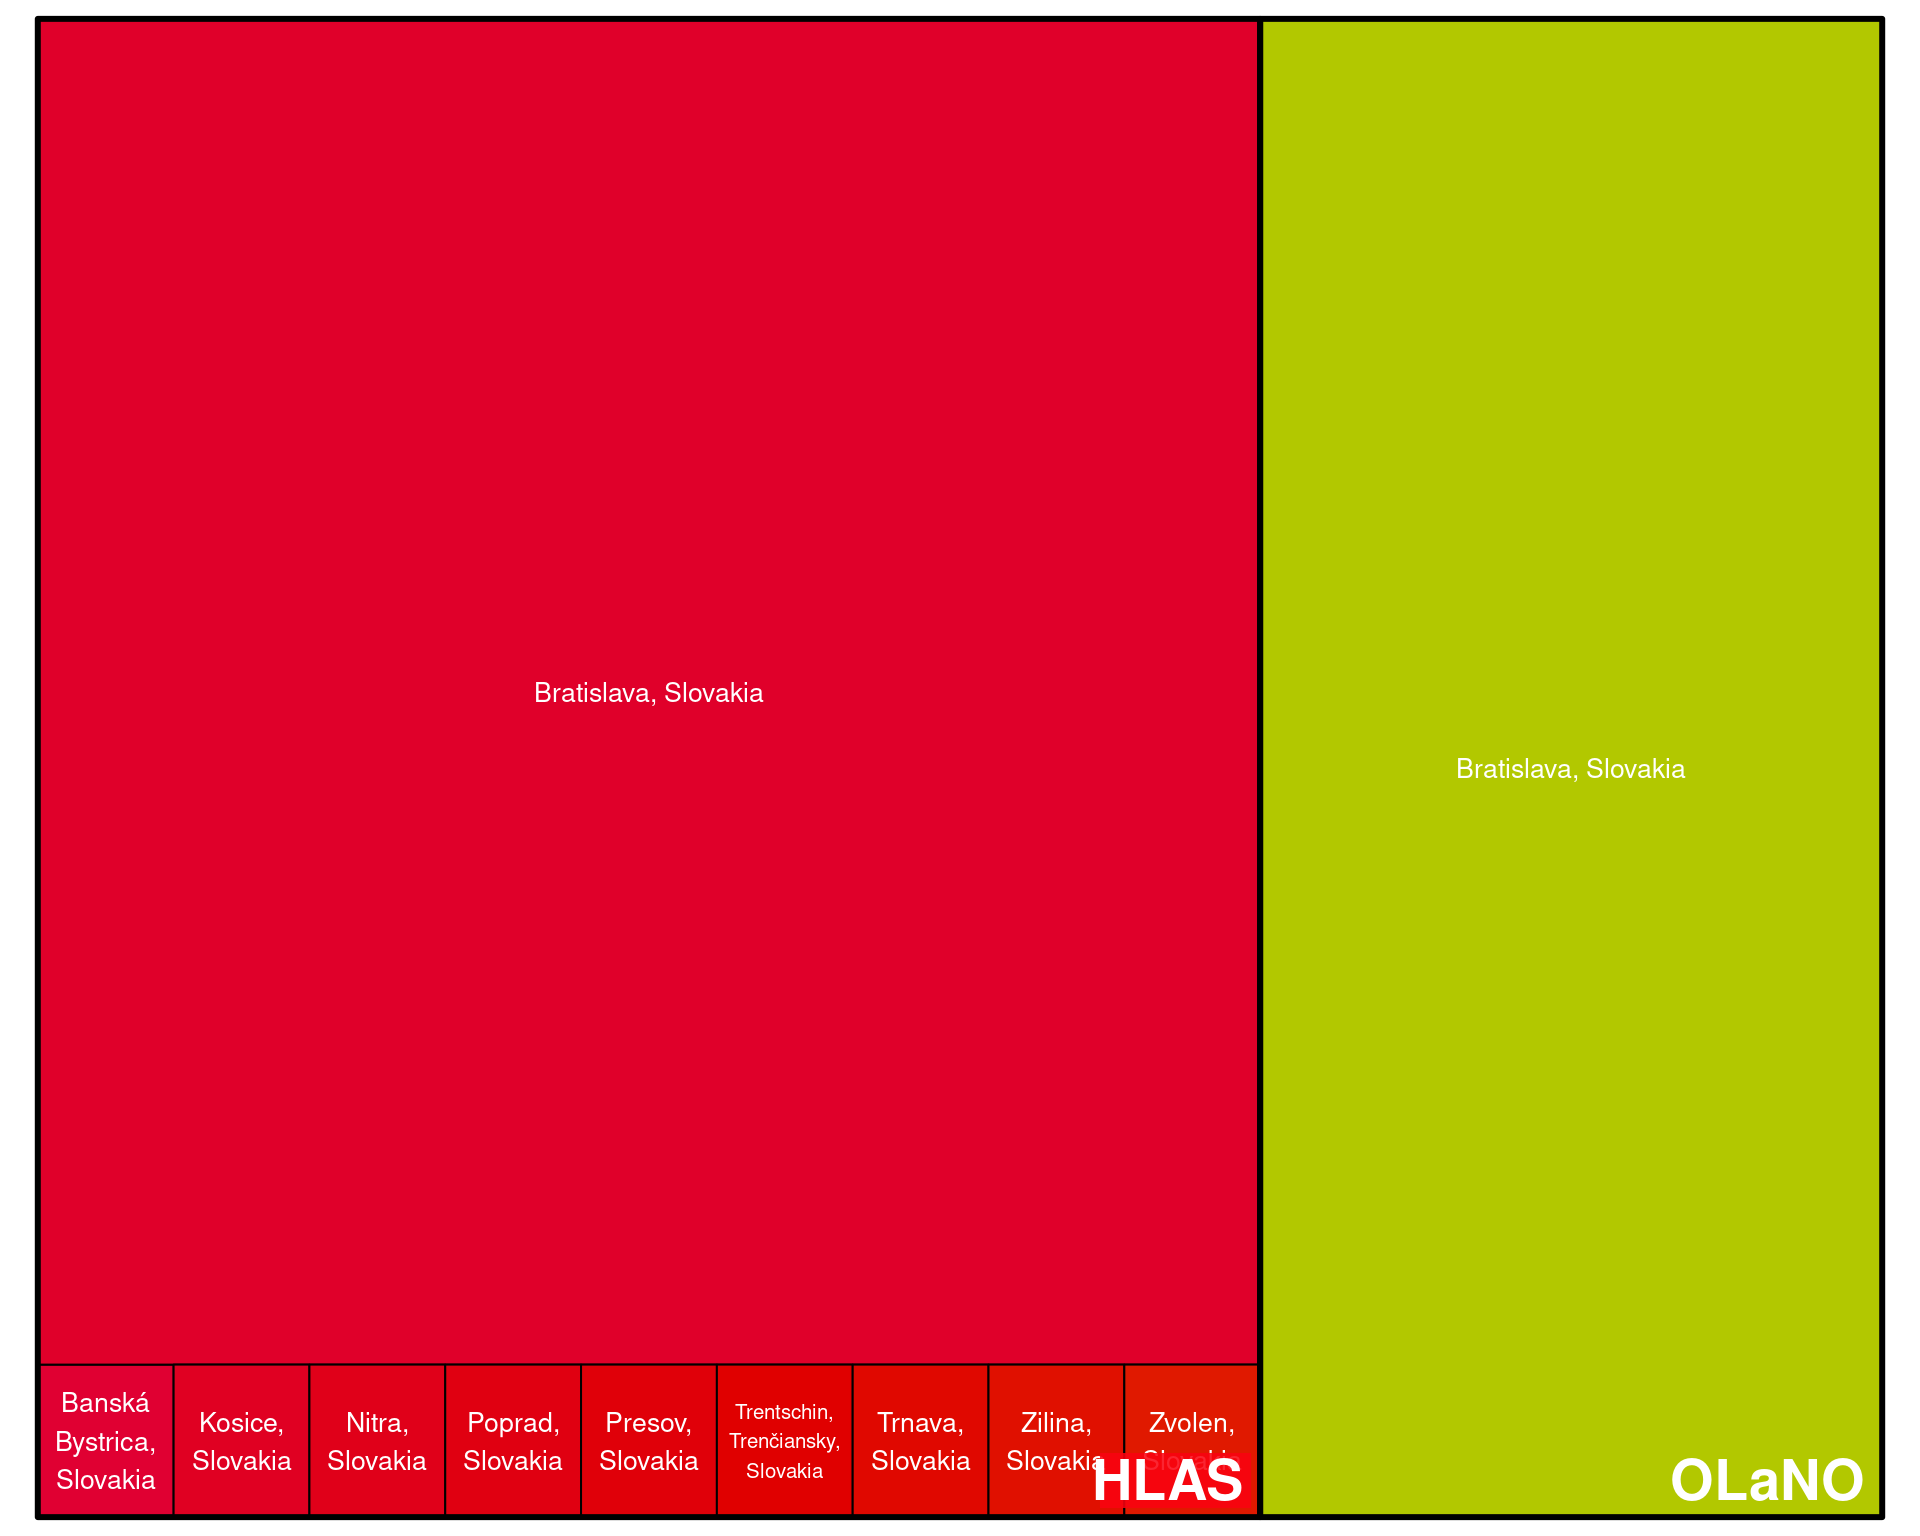 Bratislava, Slovakia
Bratislava, Slovakia
Banská
Bystrica,
Slovakia
Kosice,
Slovakia
Nitra,
Slovakia
Poprad,
Slovakia
Presov,
Slovakia
Trentschin,
Trenčiansky,
Slovakia
Trnava,
Slovakia
Zilina,
Slovakia
Zvolen,
Slovakia
HLAS
OLaNO